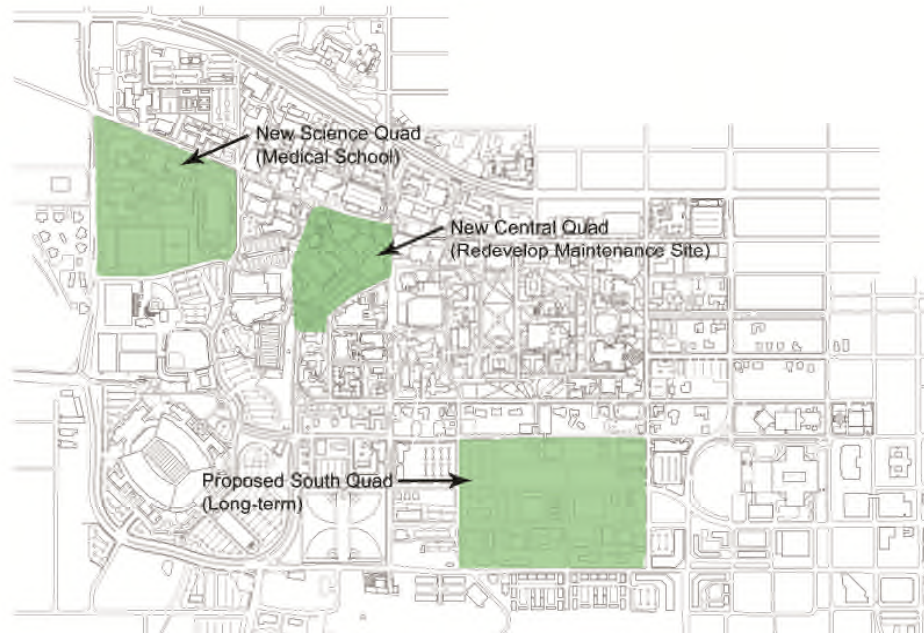 New Science Quad
(Medical School)
New Central Quad
(Redevelop Maintenance Site)
Proposed South Quad
(Long-term)